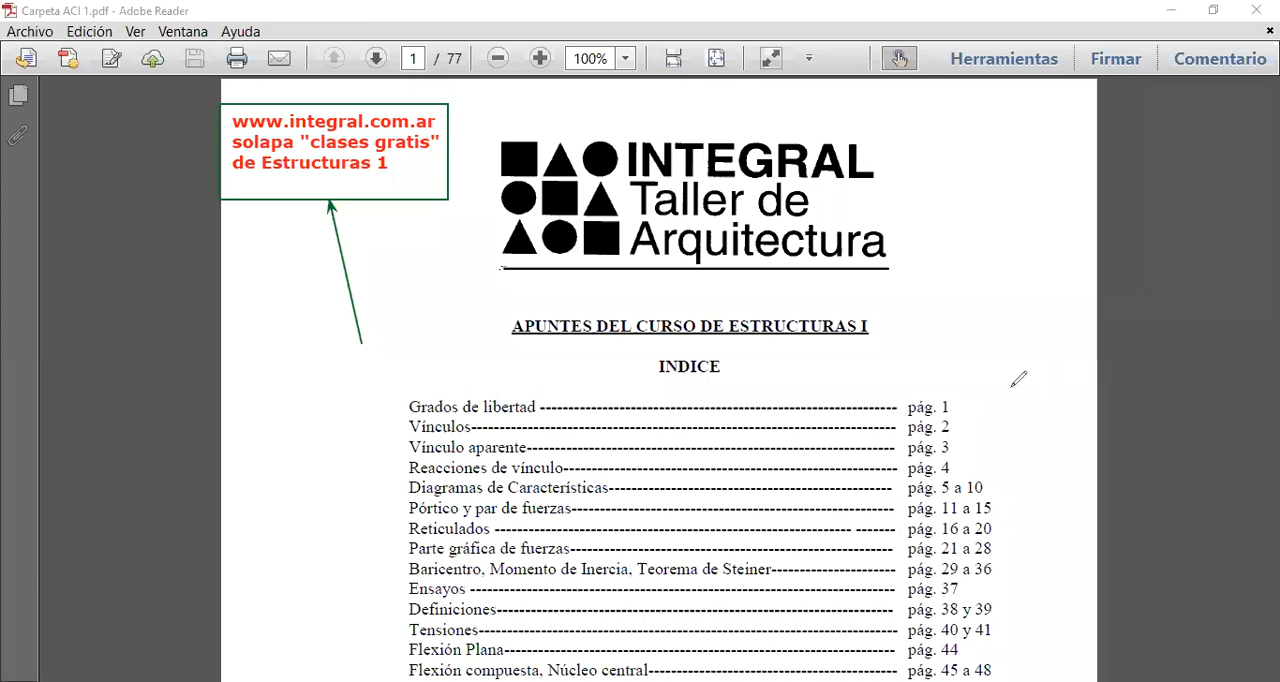 Carpeta ACI 1.pdf - Adobe Reader
Archivo Edición Ver Ventana Ayuda
1 / 77 100% Herramientas Firmar Comentario
www.integral.com.ar
solapa "clases gratis"
de Estructuras 1
INTEGRAL
Taller de
Arquitectura
APUNTES DEL CURSO DE ESTRUCTURAS I
INDICE
Grados de libertad ---------------------------------------------------------------- pág. 1
Vínculos---------------------------------------------------------------------------- pág. 2
Vínculo aparente------------------------------------------------------------------ pág. 3
Reacciones de vínculo------------------------------------------------------------ pág. 4
Diagramas de Características--------------------------------------------------- pág. 5 a 10
Pórtico y par de fuerzas---------------------------------------------------------- pág. 11 a 15
Reticulados ---------------------------------------------------------------- ------- pág. 16 a 20
Parte gráfica de fuerzas---------------------------------------------------------- pág. 21 a 28
Baricentro, Momento de Inercia, Teorema de Steiner---------------------- pág. 29 a 36
Ensayos ---------------------------------------------------------------------------- pág. 37
Definiciones----------------------------------------------------------------------- pág. 38 y 39
Tensiones--------------------------------------------------------------------------- pág. 40 y 41
Flexión Plana---------------------------------------------------------------------- pág. 44
Flexión compuesta, Núcleo central--------------------------------------------- pág. 45 a 48